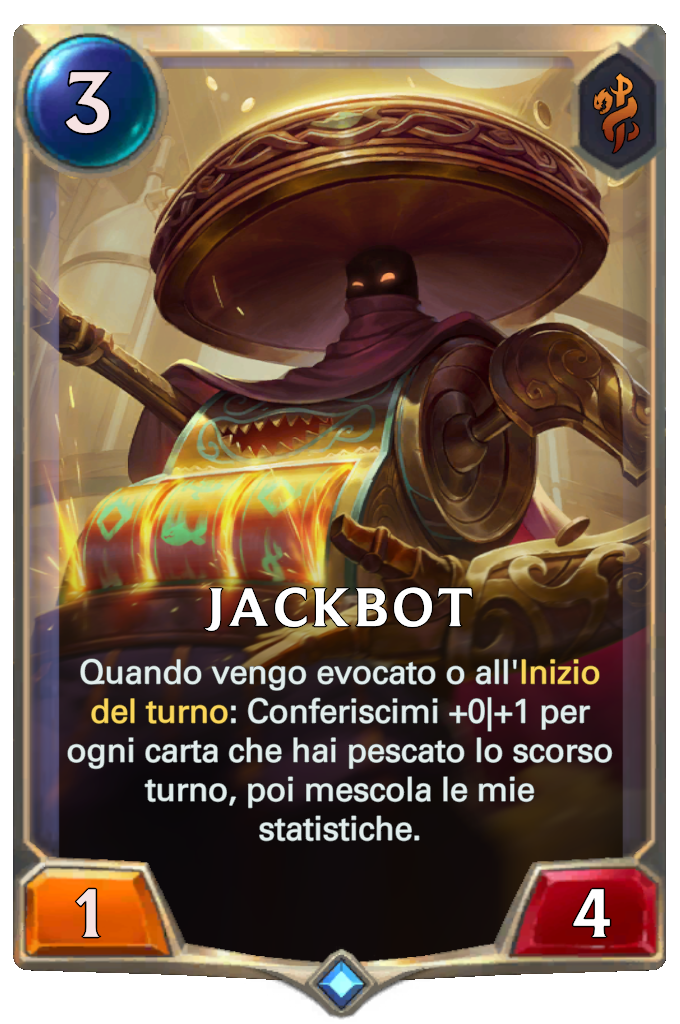 3
JACKBOT
Quando vengo evocato o all'Inizio
del turno: Conferiscimi +0|+1 per
ogni carta che hai pescato lo scorso
turno, poi mescola le mie
statistiche.
1
4